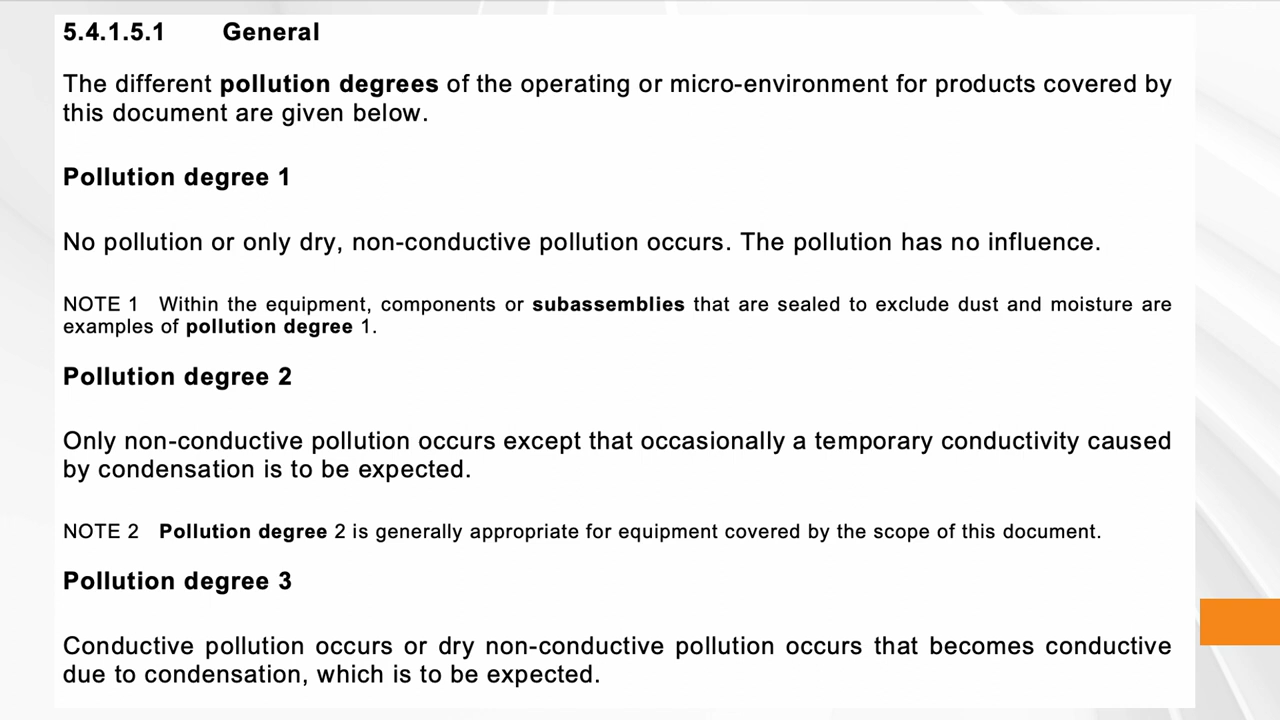 5.4.1.5.1 General
The different pollution degrees of the operating or micro-environment for products covered by
this document are given below.
Pollution degree 1
No pollution or only dry, non-conductive pollution occurs. The pollution has no influence.
NOTE 1 Within the equipment, components or subassemblies that are sealed to exclude dust and moisture are
examples of pollution degree 1.
Pollution degree 2
Only non-conductive pollution occurs except that occasionally a temporary conductivity caused
by condensation is to be expected.
NOTE 2 Pollution degree 2 is generally appropriate for equipment covered by the scope of this document.
Pollution degree 3
Conductive pollution occurs or dry non-conductive pollution occurs that becomes conductive
due to condensation, which is to be expected.